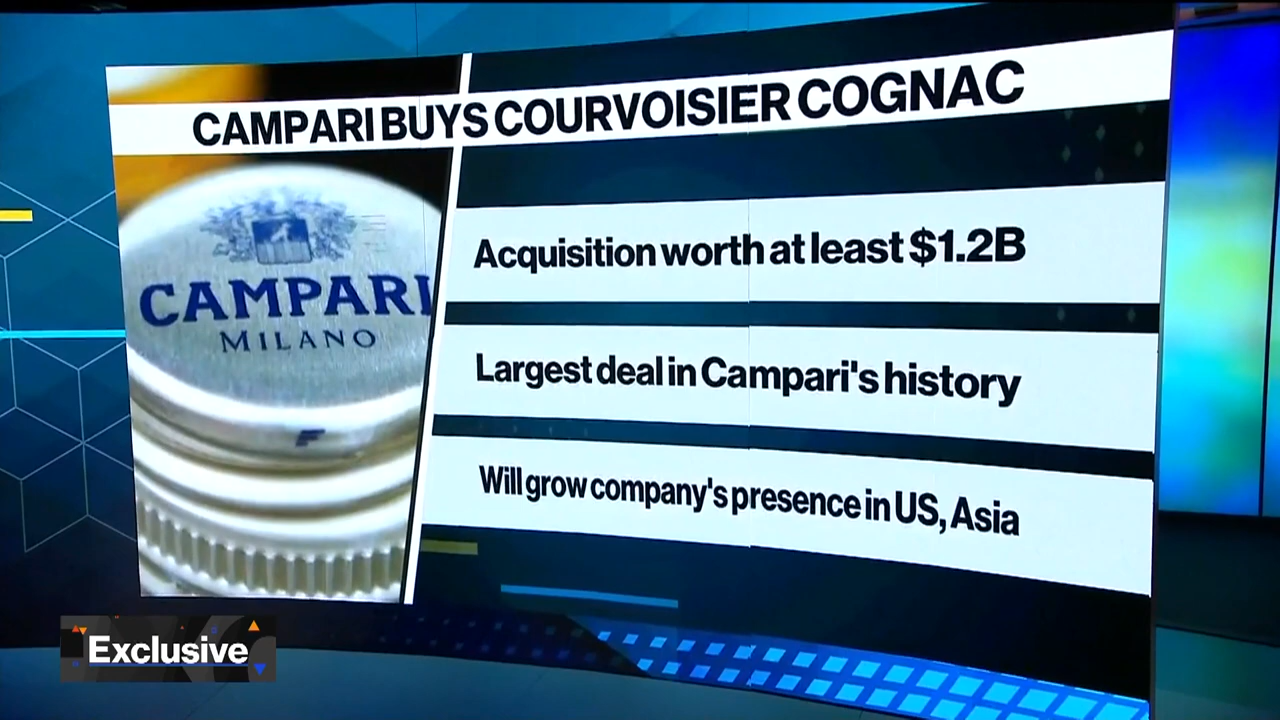 CAMPARI BUYS COURVOISIER COGNAC
CAMPARI
MILANO
Acquisition worth at least $1.2B
Largest deal in Campari's history
Will grow company's presence in US, Asia
Exclusive